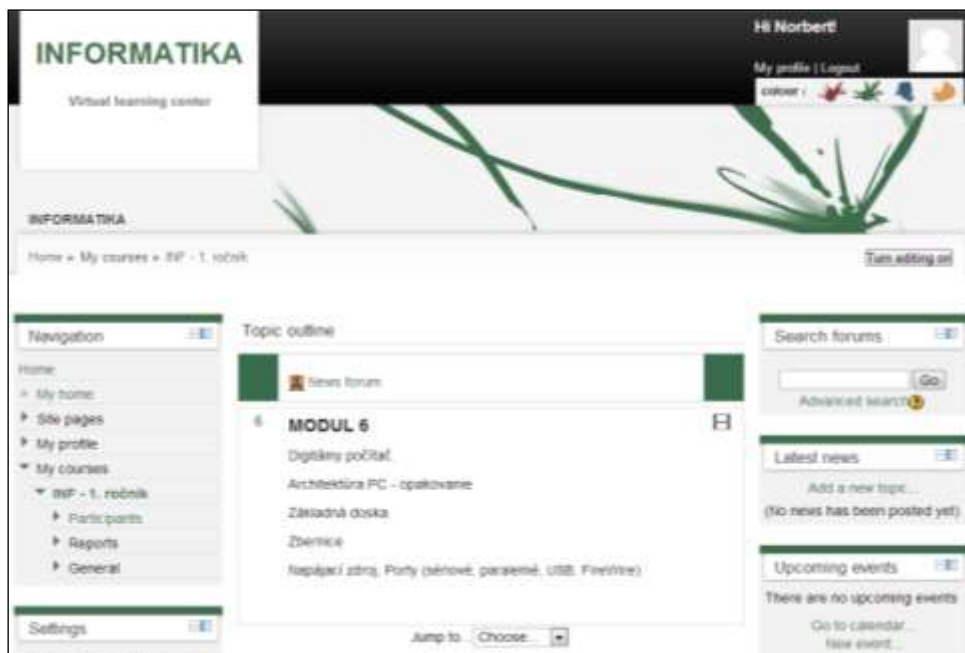 INFORMATIKA
Virtual learning center
Hi Norbert!
My profile | Logout
colour :
INFORMATIKA
Home » My courses » INF - 1. ročník
Turn editing on
Navigation
Home
My home
Site pages
My profile
My courses
INF - 1. ročník
Participants
Reports
General
Settings
Topic outline
News forum
6
MODUL 6
Digitálny počítač,
Architektúra PC - opakovanie
Základná doska
Zbernice
Napájací zdroj, Porty (sériové, paralelné, USB, FireWire)
Jump to
Choose...
Search forums
Go
Advanced search
Latest news
Add a new topic...
(No news has been posted yet)
Upcoming events
There are no upcoming events
Go to calendar...
New event...